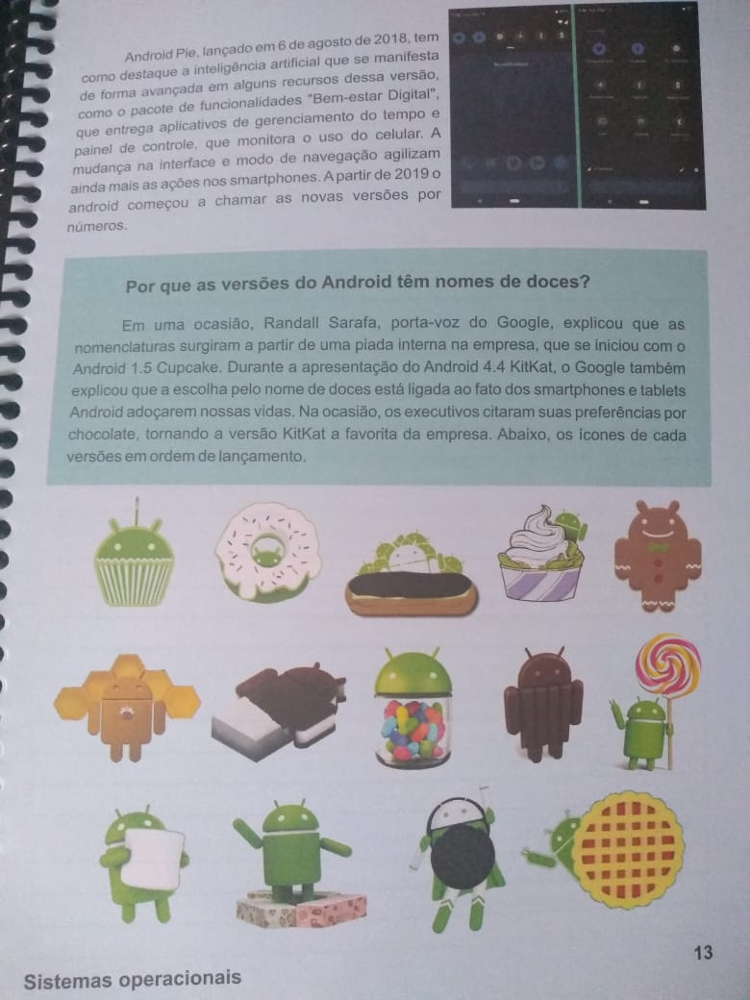 Android Pie, lançado em 6 de agosto de 2018, tem
como destaque a inteligência artificial que se manifesta
de forma avançada em alguns recursos dessa versão,
como o pacote de funcionalidades "Bem-estar Digital",
que entrega aplicativos de gerenciamento do tempo e
painel de controle, que monitora o uso do celular. A
mudança na interface e modo de navegação agilizam
ainda mais as ações nos smartphones. A partir de 2019 o
android começou a chamar as novas versões por
números.
Por que as versões do Android têm nomes de doces?
Em uma ocasião, Randall Sarafa, porta-voz do Google, explicou que as
nomenclaturas surgiram a partir de uma piada interna na empresa, que se iniciou com o
Android 1.5 Cupcake. Durante a apresentação do Android 4.4 KitKat, o Google também
explicou que a escolha pelo nome de doces está ligada ao fato dos smartphones e tablets
Android adoçarem nossas vidas. Na ocasião, os executivos citaram suas preferências por
chocolate, tornando a versão KitKat a favorita da empresa. Abaixo, os ícones de cada
versões em ordem de lançamento.
13
Sistemas operacionais